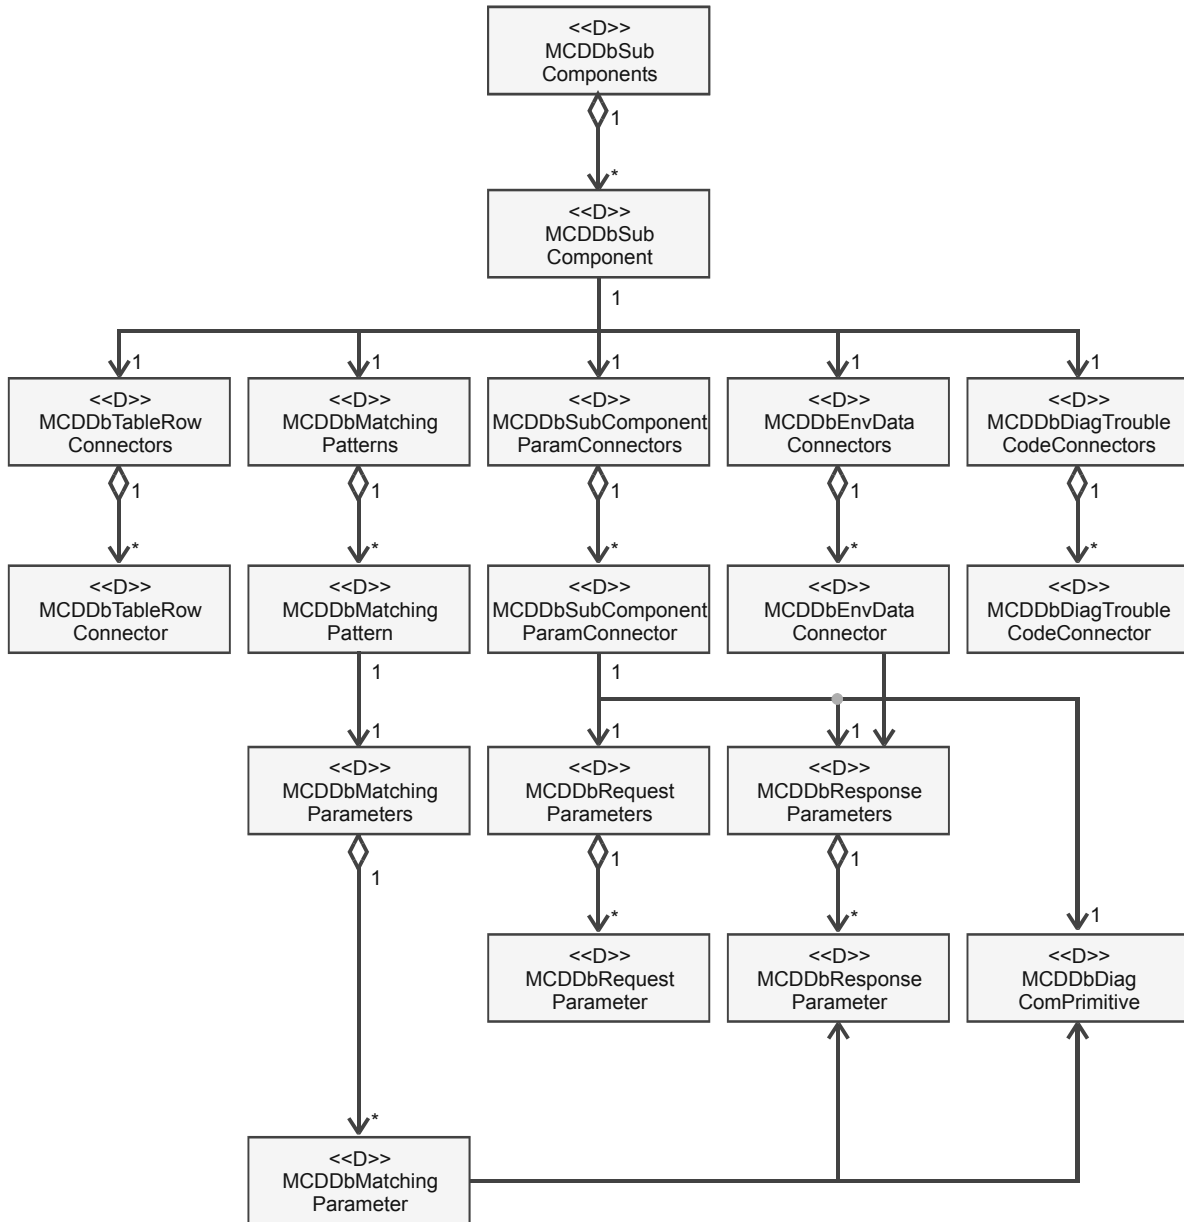 <<D>>
MCDDbSub
Components
1
*
<<D>>
MCDDbSub
Component
1
1
1
1
1
1
<<D>>
MCDDbTableRow
Connectors
<<D>>
MCDDbMatching
Patterns
<<D>>
MCDDbSubComponent
ParamConnectors
<<D>>
MCDDbEnvData
Connectors
<<D>>
MCDDbDiagTrouble
CodeConnectors
1
1
1
1
1
*
*
*
*
*
<<D>>
MCDDbTableRow
Connector
<<D>>
MCDDbMatching
Pattern
<<D>>
MCDDbSubComponent
ParamConnector
<<D>>
MCDDbEnvData
Connector
<<D>>
MCDDbDiagTrouble
CodeConnector
1
1
1
1
1
<<D>>
MCDDbMatching
Parameters
<<D>>
MCDDbRequest
Parameters
<<D>>
MCDDbResponse
Parameters
1
1
1
*
*
1
<<D>>
MCDDbRequest
Parameter
<<D>>
MCDDbResponse
Parameter
<<D>>
MCDDbDiag
ComPrimitive
*
<<D>>
MCDDbMatching
Parameter